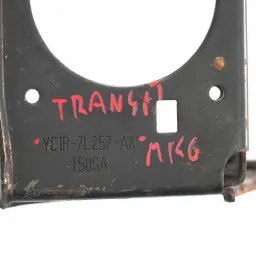 TRANSIT
YC1R-7L257-AX
T5USA
MK6